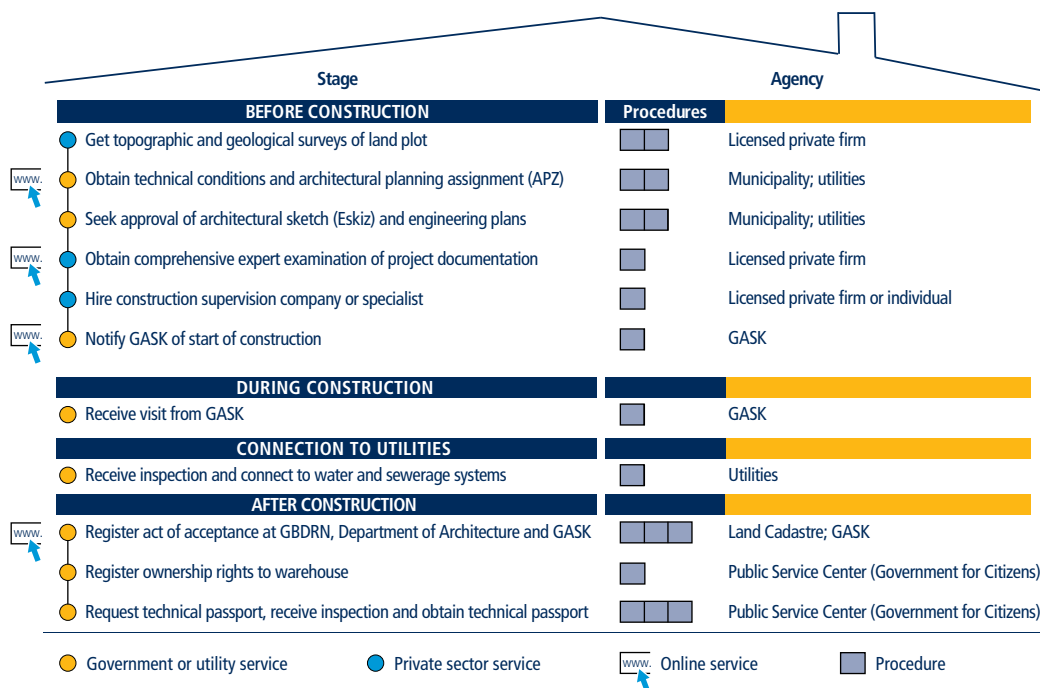 Stage Agency
BEFORE CONSTRUCTION Procedures
Get topographic and geological surveys of land plot Licensed private firm
www. Obtain technical conditions and architectural planning assignment (APZ) Municipality; utilities
Seek approval of architectural sketch (Eskiz) and engineering plans Municipality; utilities
www. Obtain comprehensive expert examination of project documentation Licensed private firm
Hire construction supervision company or specialist Licensed private firm or individual
www. Notify GASK of start of construction GASK
DURING CONSTRUCTION
Receive visit from GASK GASK
CONNECTION TO UTILITIES
Receive inspection and connect to water and sewerage systems Utilities
AFTER CONSTRUCTION
www. Register act of acceptance at GBDRN, Department of Architecture and GASK Land Cadastre; GASK
Register ownership rights to warehouse Public Service Center (Government for Citizens)
Request technical passport, receive inspection and obtain technical passport Public Service Center (Government for Citizens)
Government or utility service Private sector service www. Online service Procedure